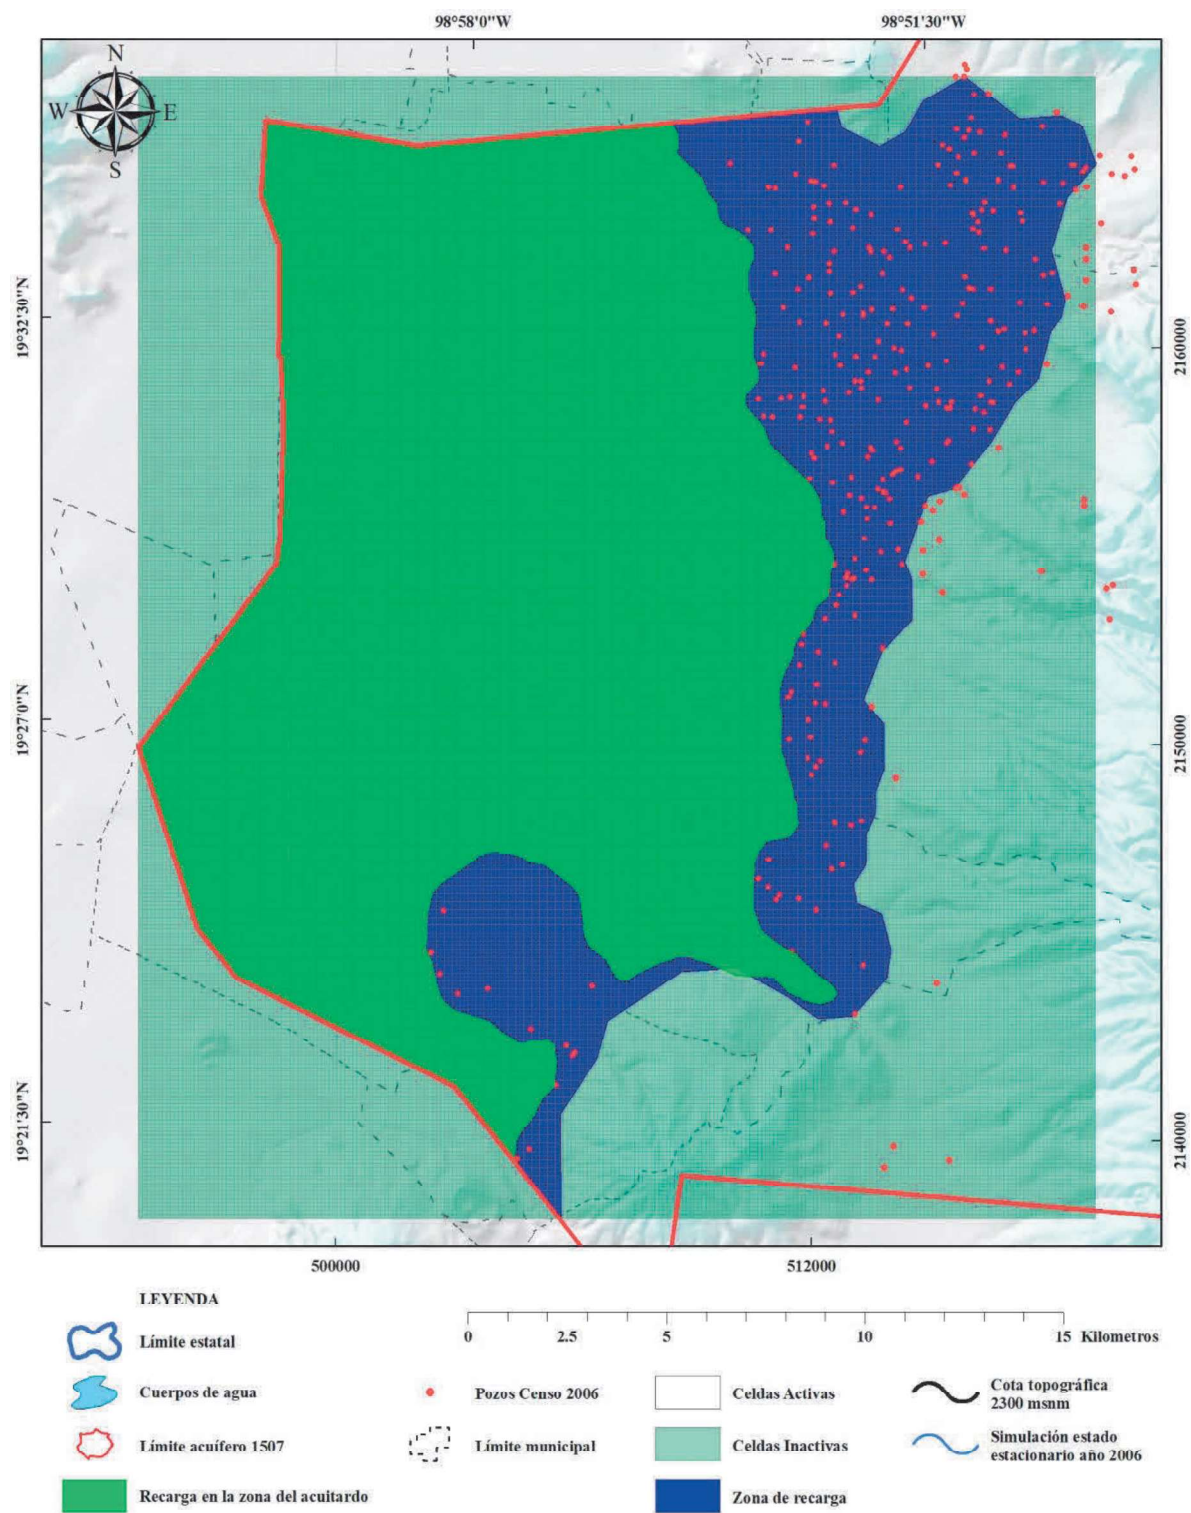 98°58'0"W
98°51'30"W
N
W
E
S
19°32'30"N
2160000
19°27'0"N
2150000
19°21'30"N
2140000
500000
512000
LEYENDA
0
2.5
5
10
15
Kilometros
Límite estatal
Cuerpos de agua
Pozos Censo 2006
Celdas Activas
Cota topográfica
2300 msnm
Límite acuífero 1507
Límite municipal
Celdas Inactivas
Simulación estado
estacionario año 2006
Recarga en la zona del acuitardo
Zona de recarga